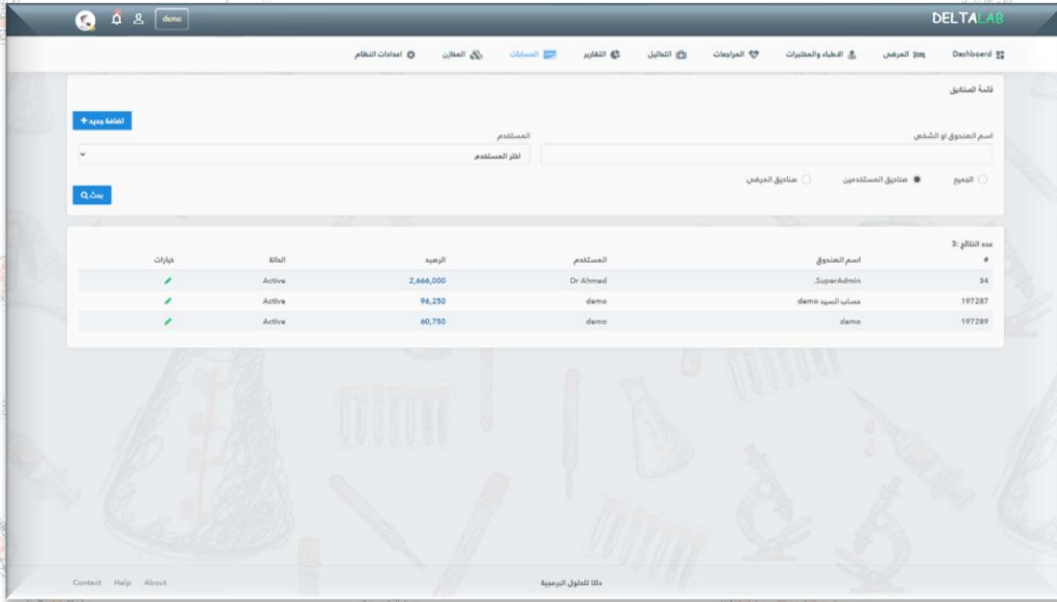 DELTALAB
demo
Dashboard المرضى الاطباء والمختبرات المراجعات التحاليل التقارير الحسابات المخازن اعدادات النظام
قائمة الصناديق
اضافة جديد +
اسم الصندوق او الشخص المستخدم
اختر المستخدم
الجميع صناديق المستخدمين صناديق المرضى
بحث
عدد النتائج :3
# اسم الصندوق المستخدم الرصيد الحالة خيارات
34 SuperAdmin. Dr Ahmed 2,666,000 Active
197287 حساب السيد demo demo 96,250 Active
197289 demo demo 60,750 Active
دلتا للحلول البرمجية
Contact Help About